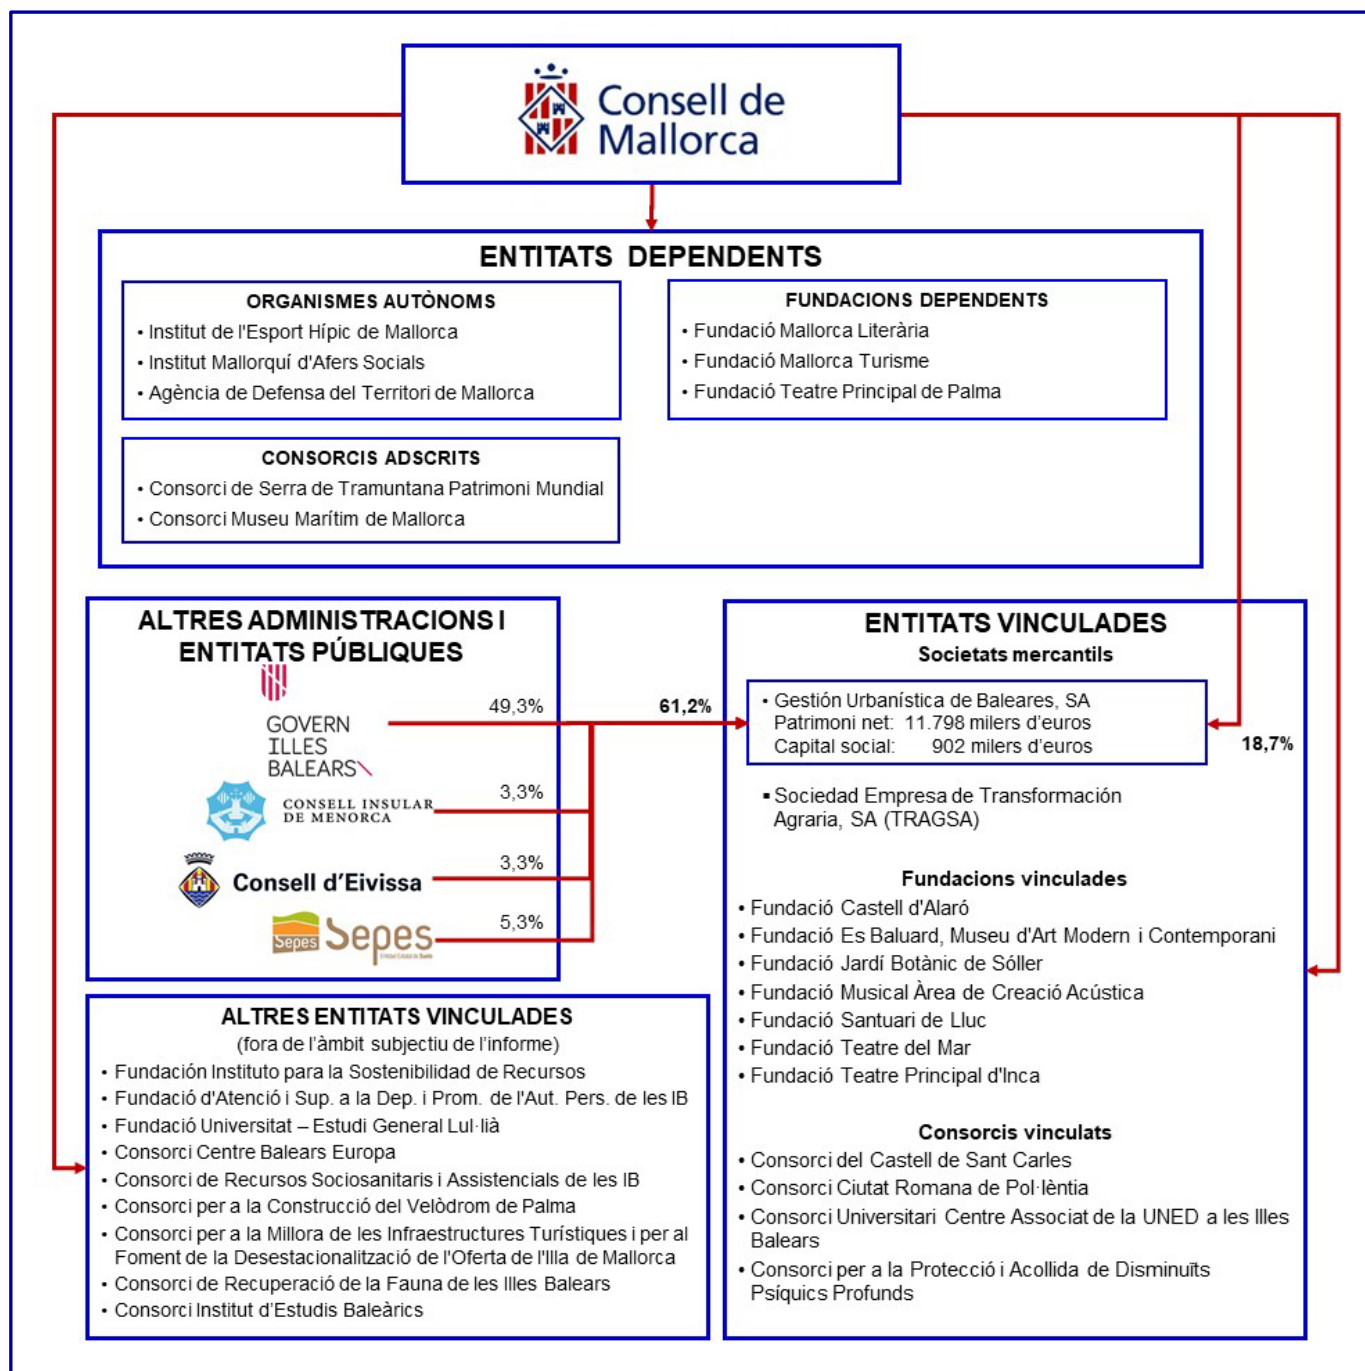 Consell de
Mallorca
ENTITATS DEPENDENTS
ORGANISMES AUTÒNOMS
• Institut de l'Esport Hípic de Mallorca
• Institut Mallorquí d'Afers Socials
• Agència de Defensa del Territori de Mallorca
FUNDACIONS DEPENDENTS
• Fundació Mallorca Literària
• Fundació Mallorca Turisme
• Fundació Teatre Principal de Palma
CONSORCIS ADSCRITS
• Consorci de Serra de Tramuntana Patrimoni Mundial
• Consorci Museu Marítim de Mallorca
ALTRES ADMINISTRACIONS I
ENTITATS PÚBLIQUES
GOVERN
ILLES
BALEARS
49,3%
CONSELL INSULAR
DE MENORCA
3,3%
Consell d'Eivissa
3,3%
Sepes
Sepes
Entidad Estatal de Suelo
5,3%
61,2%
ENTITATS VINCULADES
Societats mercantils
• Gestión Urbanística de Baleares, SA
Patrimoni net: 11.798 milers d'euros
Capital social: 902 milers d'euros
18,7%
▪ Sociedad Empresa de Transformación
Agraria, SA (TRAGSA)
Fundacions vinculades
• Fundació Castell d'Alaró
• Fundació Es Baluard, Museu d'Art Modern i Contemporani
• Fundació Jardí Botànic de Sóller
• Fundació Musical Àrea de Creació Acústica
• Fundació Santuari de Lluc
• Fundació Teatre del Mar
• Fundació Teatre Principal d'Inca
Consorcis vinculats
• Consorci del Castell de Sant Carles
• Consorci Ciutat Romana de Pol·lèntia
• Consorci Universitari Centre Associat de la UNED a les Illes
Balears
• Consorci per a la Protecció i Acollida de Disminuïts
Psíquics Profunds
ALTRES ENTITATS VINCULADES
(fora de l'àmbit subjectiu de l'informe)
• Fundación Instituto para la Sostenibilidad de Recursos
• Fundació d'Atenció i Sup. a la Dep. i Prom. de l'Aut. Pers. de les IB
• Fundació Universitat – Estudi General Lul·lià
• Consorci Centre Balears Europa
• Consorci de Recursos Sociosanitaris i Assistencials de les IB
• Consorci per a la Construcció del Velòdrom de Palma
• Consorci per a la Millora de les Infraestructures Turístiques i per al
Foment de la Desestacionalització de l'Oferta de l'Illa de Mallorca
• Consorci de Recuperació de la Fauna de les Illes Balears
• Consorci Institut d'Estudis Baleàrics